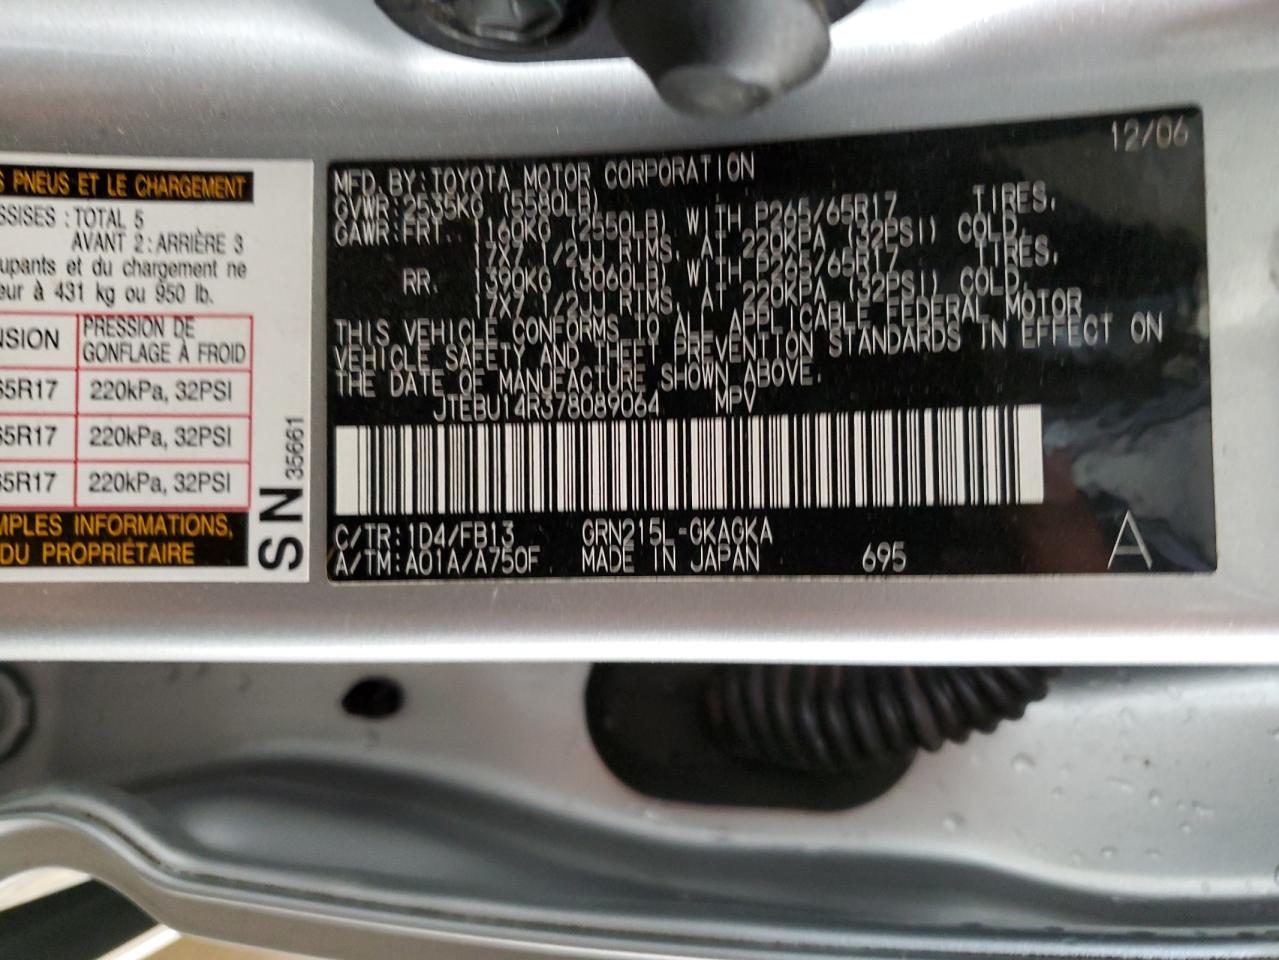 S PNEUS ET LE CHARGEMENT
SSISES : TOTAL 5
AVANT 2 : ARRIÈRE 3
upants et du chargement ne
eur à 431 kg ou 950 lb.
NSION PRESSION DE
GONFLAGE À FROID
65R17 220kPa, 32PSI
65R17 220kPa, 32PSI
65R17 220kPa, 32PSI
MPLES INFORMATIONS,
DU PROPRIÉTAIRE
SN 35661
12/06
MFD. BY: TOYOTA MOTOR CORPORATION
GVWR: 2535KG (5580LB)
GAWR: FRT 1160KG (2550LB) WITH P265/65R17 TIRES,
17X7 1/2JJ RIMS, AT 220KPA (32PSI) COLD.
RR. 1390KG (3060LB) WITH P265/65R17 TIRES,
17X7 1/2JJ RIMS, AT 220KPA (32PSI) COLD.
THIS VEHICLE CONFORMS TO ALL APPLICABLE FEDERAL MOTOR
VEHICLE SAFETY AND THEFT PREVENTION STANDARDS IN EFFECT ON
THE DATE OF MANUFACTURE SHOWN ABOVE.
JTEBU14R378089064 MPV
C/TR: 1D4/FB13 GRN215L-GKAGKA
A/TM: A01A/A750F MADE IN JAPAN 695 A